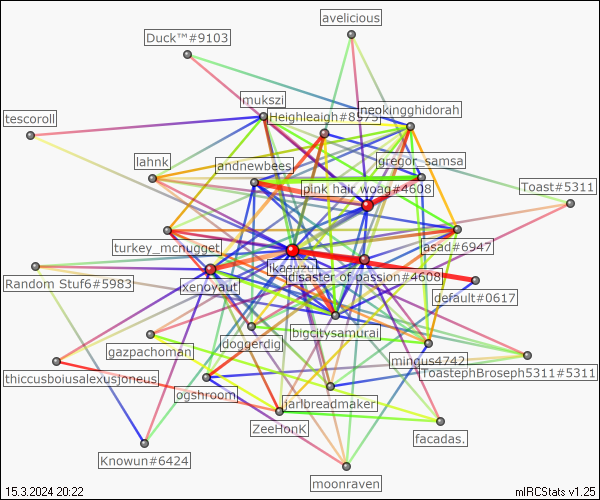 avelicious
Duck™#9103
mukszi
neokingghidorah
Heighleaigh#8975
tescoroll
lahnk
andnewbees
gregor_samsa
pink hair woag#4608
Toast#5311
turkey_mcnugget
asad#6947
Random Stuf6#5983
xenoyaut
disaster of passion#4608
default#0617
bigcitysamurai
doggerdig
gazpachoman
mingus4742
thiccusboiusalexusjoneus
ToastephBroseph5311#5311
ogshroom
jarlbreadmaker
ZeeHonK
facadas.
Knowun#6424
moonraven
15.3.2024 20:22
mIRCStats v1.25